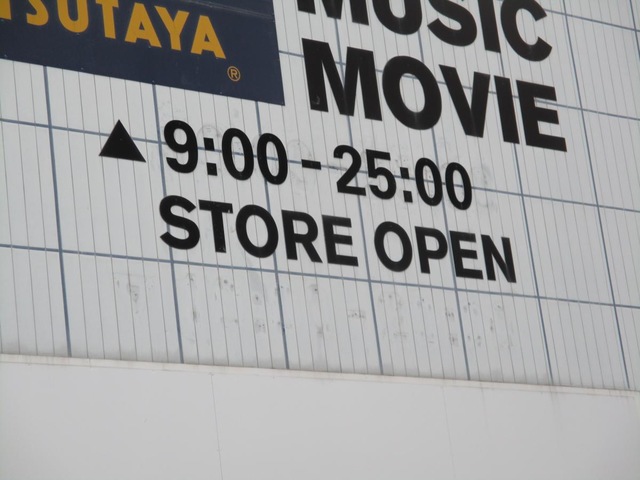 TSUTAYA®
MUSIC
MOVIE
▲ 9:00-25:00
STORE OPEN